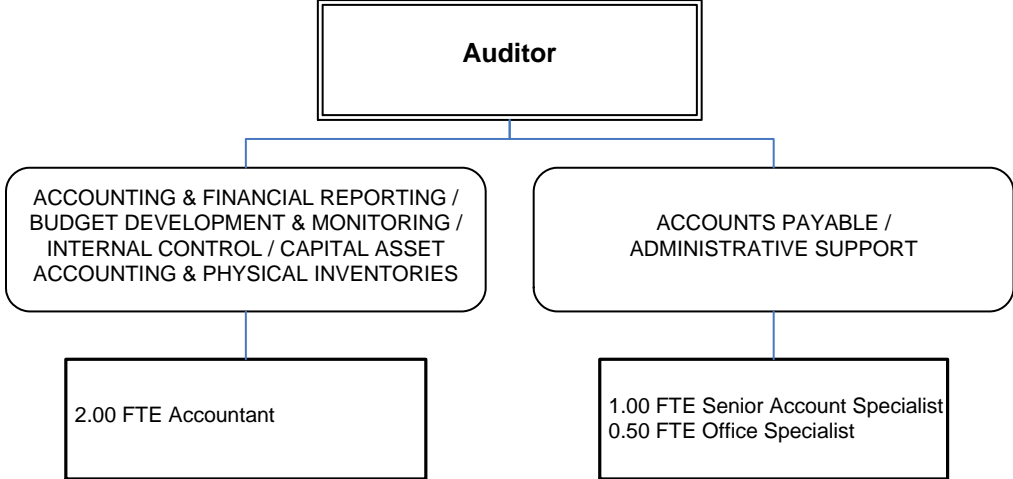 Auditor
ACCOUNTING & FINANCIAL REPORTING /
BUDGET DEVELOPMENT & MONITORING /
INTERNAL CONTROL / CAPITAL ASSET
ACCOUNTING & PHYSICAL INVENTORIES
ACCOUNTS PAYABLE /
ADMINISTRATIVE SUPPORT
2.00 FTE Accountant
1.00 FTE Senior Account Specialist
0.50 FTE Office Specialist